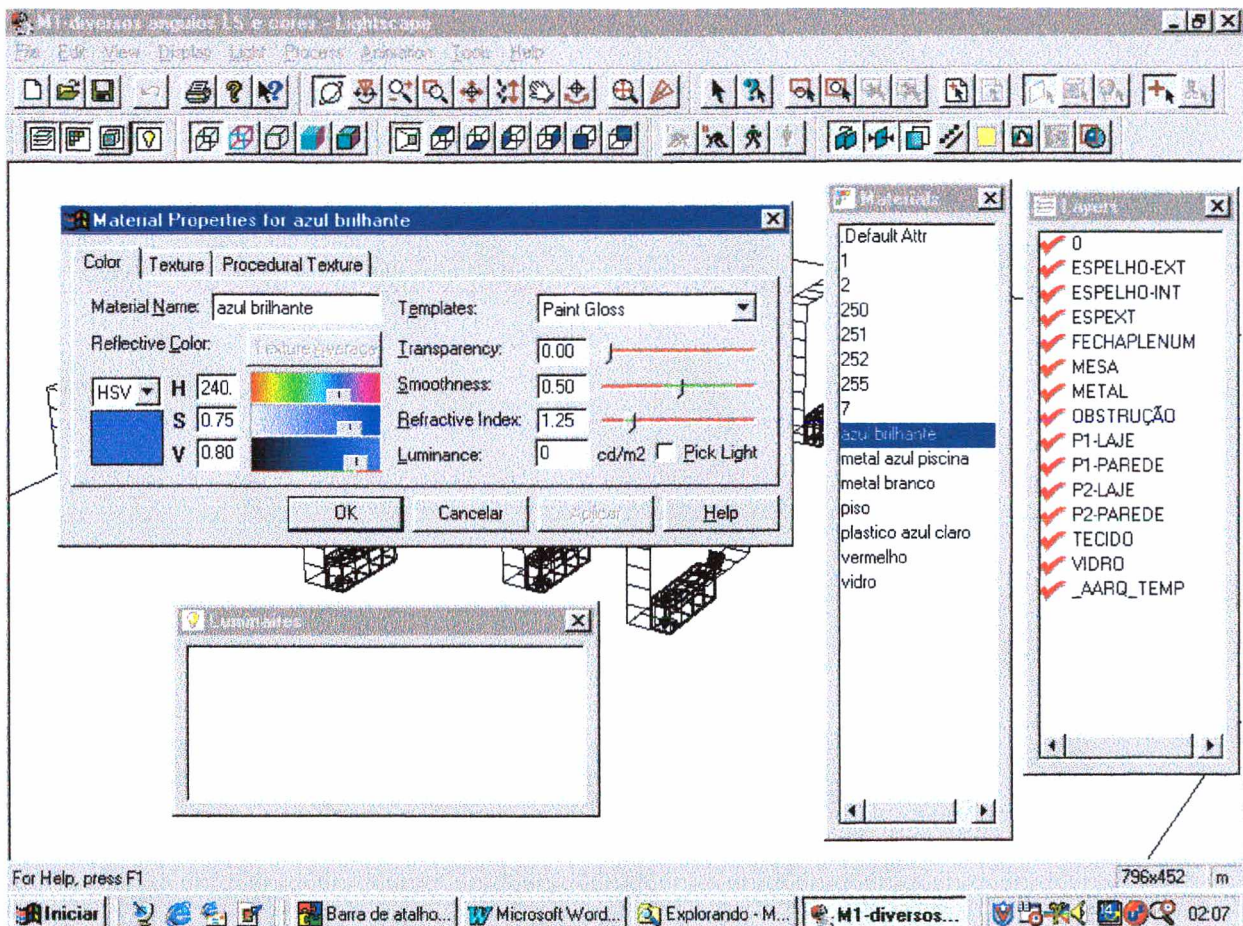 M1-diversos angulos LS e cores - Lightscape
File Edit View Display Light Process Animation Tools Help
Material Properties for azul brilhante
Color Texture Procedural Texture
Material Name: azul brilhante
Templates: Paint Gloss
Reflective Color: Texture Average
Transparency: 0.00
HSV H 240.
Smoothness: 0.50
S 0.75
Refractive Index: 1.25
V 0.80
Luminance: 0 cd/m2 Pick Light
OK Cancelar Aplicar Help
Luminaires
Materials
.Default Attr
1
2
250
251
252
255
7
azul brilhante
metal azul piscina
metal branco
piso
plastico azul claro
vermelho
vidro
Layers
0
ESPELHO-EXT
ESPELHO-INT
ESPEXT
FECHAPLENUM
MESA
METAL
OBSTRUÇÃO
P1-LAJE
P1-PAREDE
P2-LAJE
P2-PAREDE
TECIDO
VIDRO
_AARQ_TEMP
For Help, press F1
796x452 m
Iniciar Barra de atalho... Microsoft Word... Explorando - M... M1-diversos... 02:07